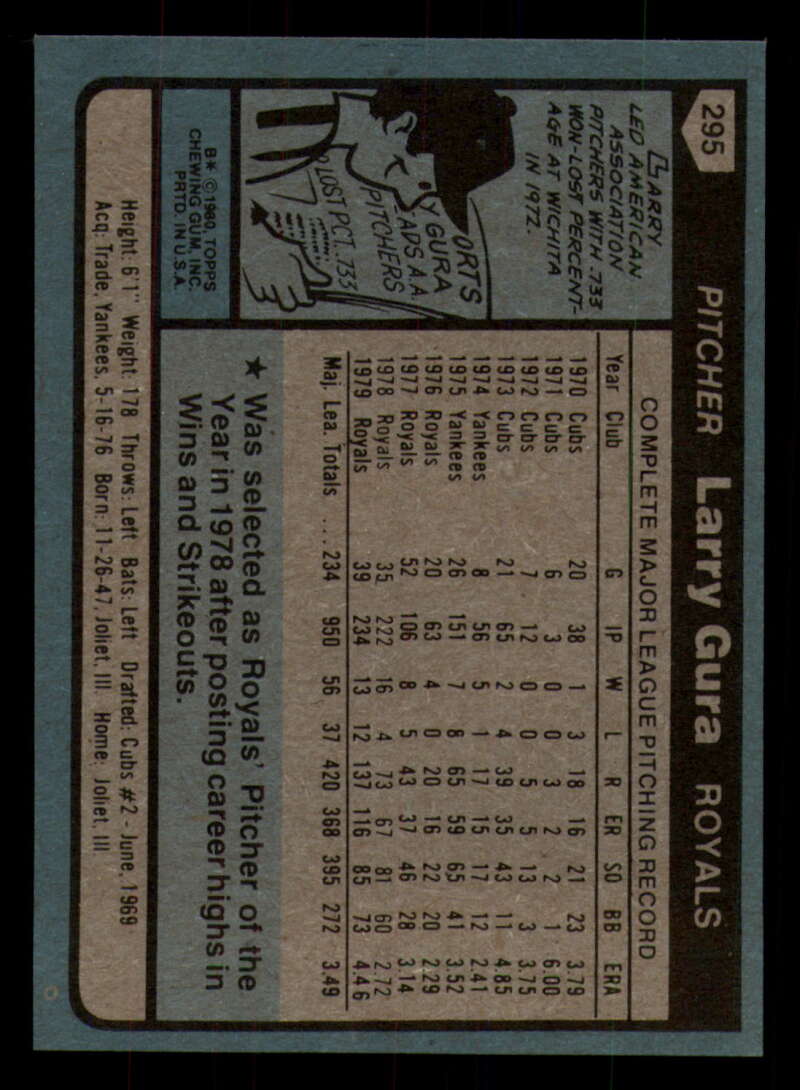 295
PITCHER Larry Gura ROYALS
LARRY
LED AMERICAN
ASSOCIATION
PITCHERS WITH .733
WON-LOST PERCENT-
AGE AT WICHITA
IN 1972.
ORTS
Y GURA
ADS A.A.
PITCHERS
LOST PCT. .733
B* © 1980, TOPPS
CHEWING GUM, INC.
PRTD. IN U.S.A.
COMPLETE MAJOR LEAGUE PITCHING RECORD
Year Club G IP W L R ER SO BB ERA
1970 Cubs 20 38 1 3 18 16 21 23 3.79
1971 Cubs 6 3 0 0 3 2 2 1 6.00
1972 Cubs 7 12 0 0 5 5 13 3 3.75
1973 Cubs 21 65 2 4 39 35 43 11 4.85
1974 Yankees 8 56 5 1 17 15 17 12 2.41
1975 Yankees 26 151 7 8 65 59 65 41 3.52
1976 Royals 20 63 4 0 20 16 22 20 2.29
1977 Royals 52 106 8 5 43 37 46 28 3.14
1978 Royals 35 222 16 4 73 67 81 60 2.72
1979 Royals 39 234 13 12 137 116 85 73 4.46
Maj. Lea. Totals ... 234 950 56 37 420 368 395 272 3.49
★ Was selected as Royals' Pitcher of the
Year in 1978 after posting career highs in
Wins and Strikeouts.
Height: 6'1" Weight: 178 Throws: Left Bats: Left Drafted: Cubs #2 - June, 1969
Acq: Trade, Yankees, 5-16-76 Born: 11-26-47, Joliet, Ill Home: Joliet, Ill